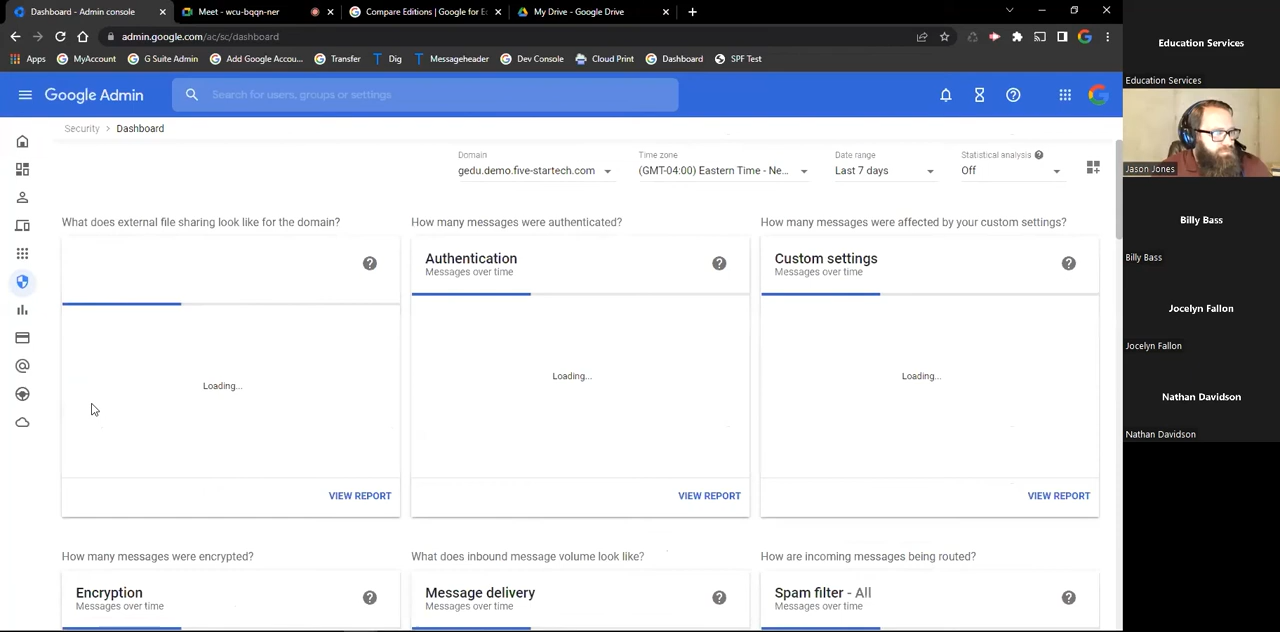 Dashboard - Admin console
Meet - wcu-bqqn-ner
Compare Editions | Google for Ec
My Drive - Google Drive
admin.google.com/ac/sc/dashboard
Apps
MyAccount
G Suite Admin
Add Google Accou...
Transfer
Dig
Messageheader
Dev Console
Cloud Print
Dashboard
SPF Test
Google Admin
Search for users, groups or settings
Security > Dashboard
Domain
gedu.demo.five-startech.com
Time zone
(GMT-04:00) Eastern Time - Ne...
Date range
Last 7 days
Statistical analysis
Off
What does external file sharing look like for the domain?
Loading...
VIEW REPORT
How many messages were authenticated?
Authentication
Messages over time
Loading...
VIEW REPORT
How many messages were affected by your custom settings?
Custom settings
Messages over time
Loading...
VIEW REPORT
How many messages were encrypted?
Encryption
Messages over time
What does inbound message volume look like?
Message delivery
Messages over time
How are incoming messages being routed?
Spam filter - All
Messages over time
Education Services
Education Services
Jason Jones
Billy Bass
Billy Bass
Jocelyn Fallon
Jocelyn Fallon
Nathan Davidson
Nathan Davidson